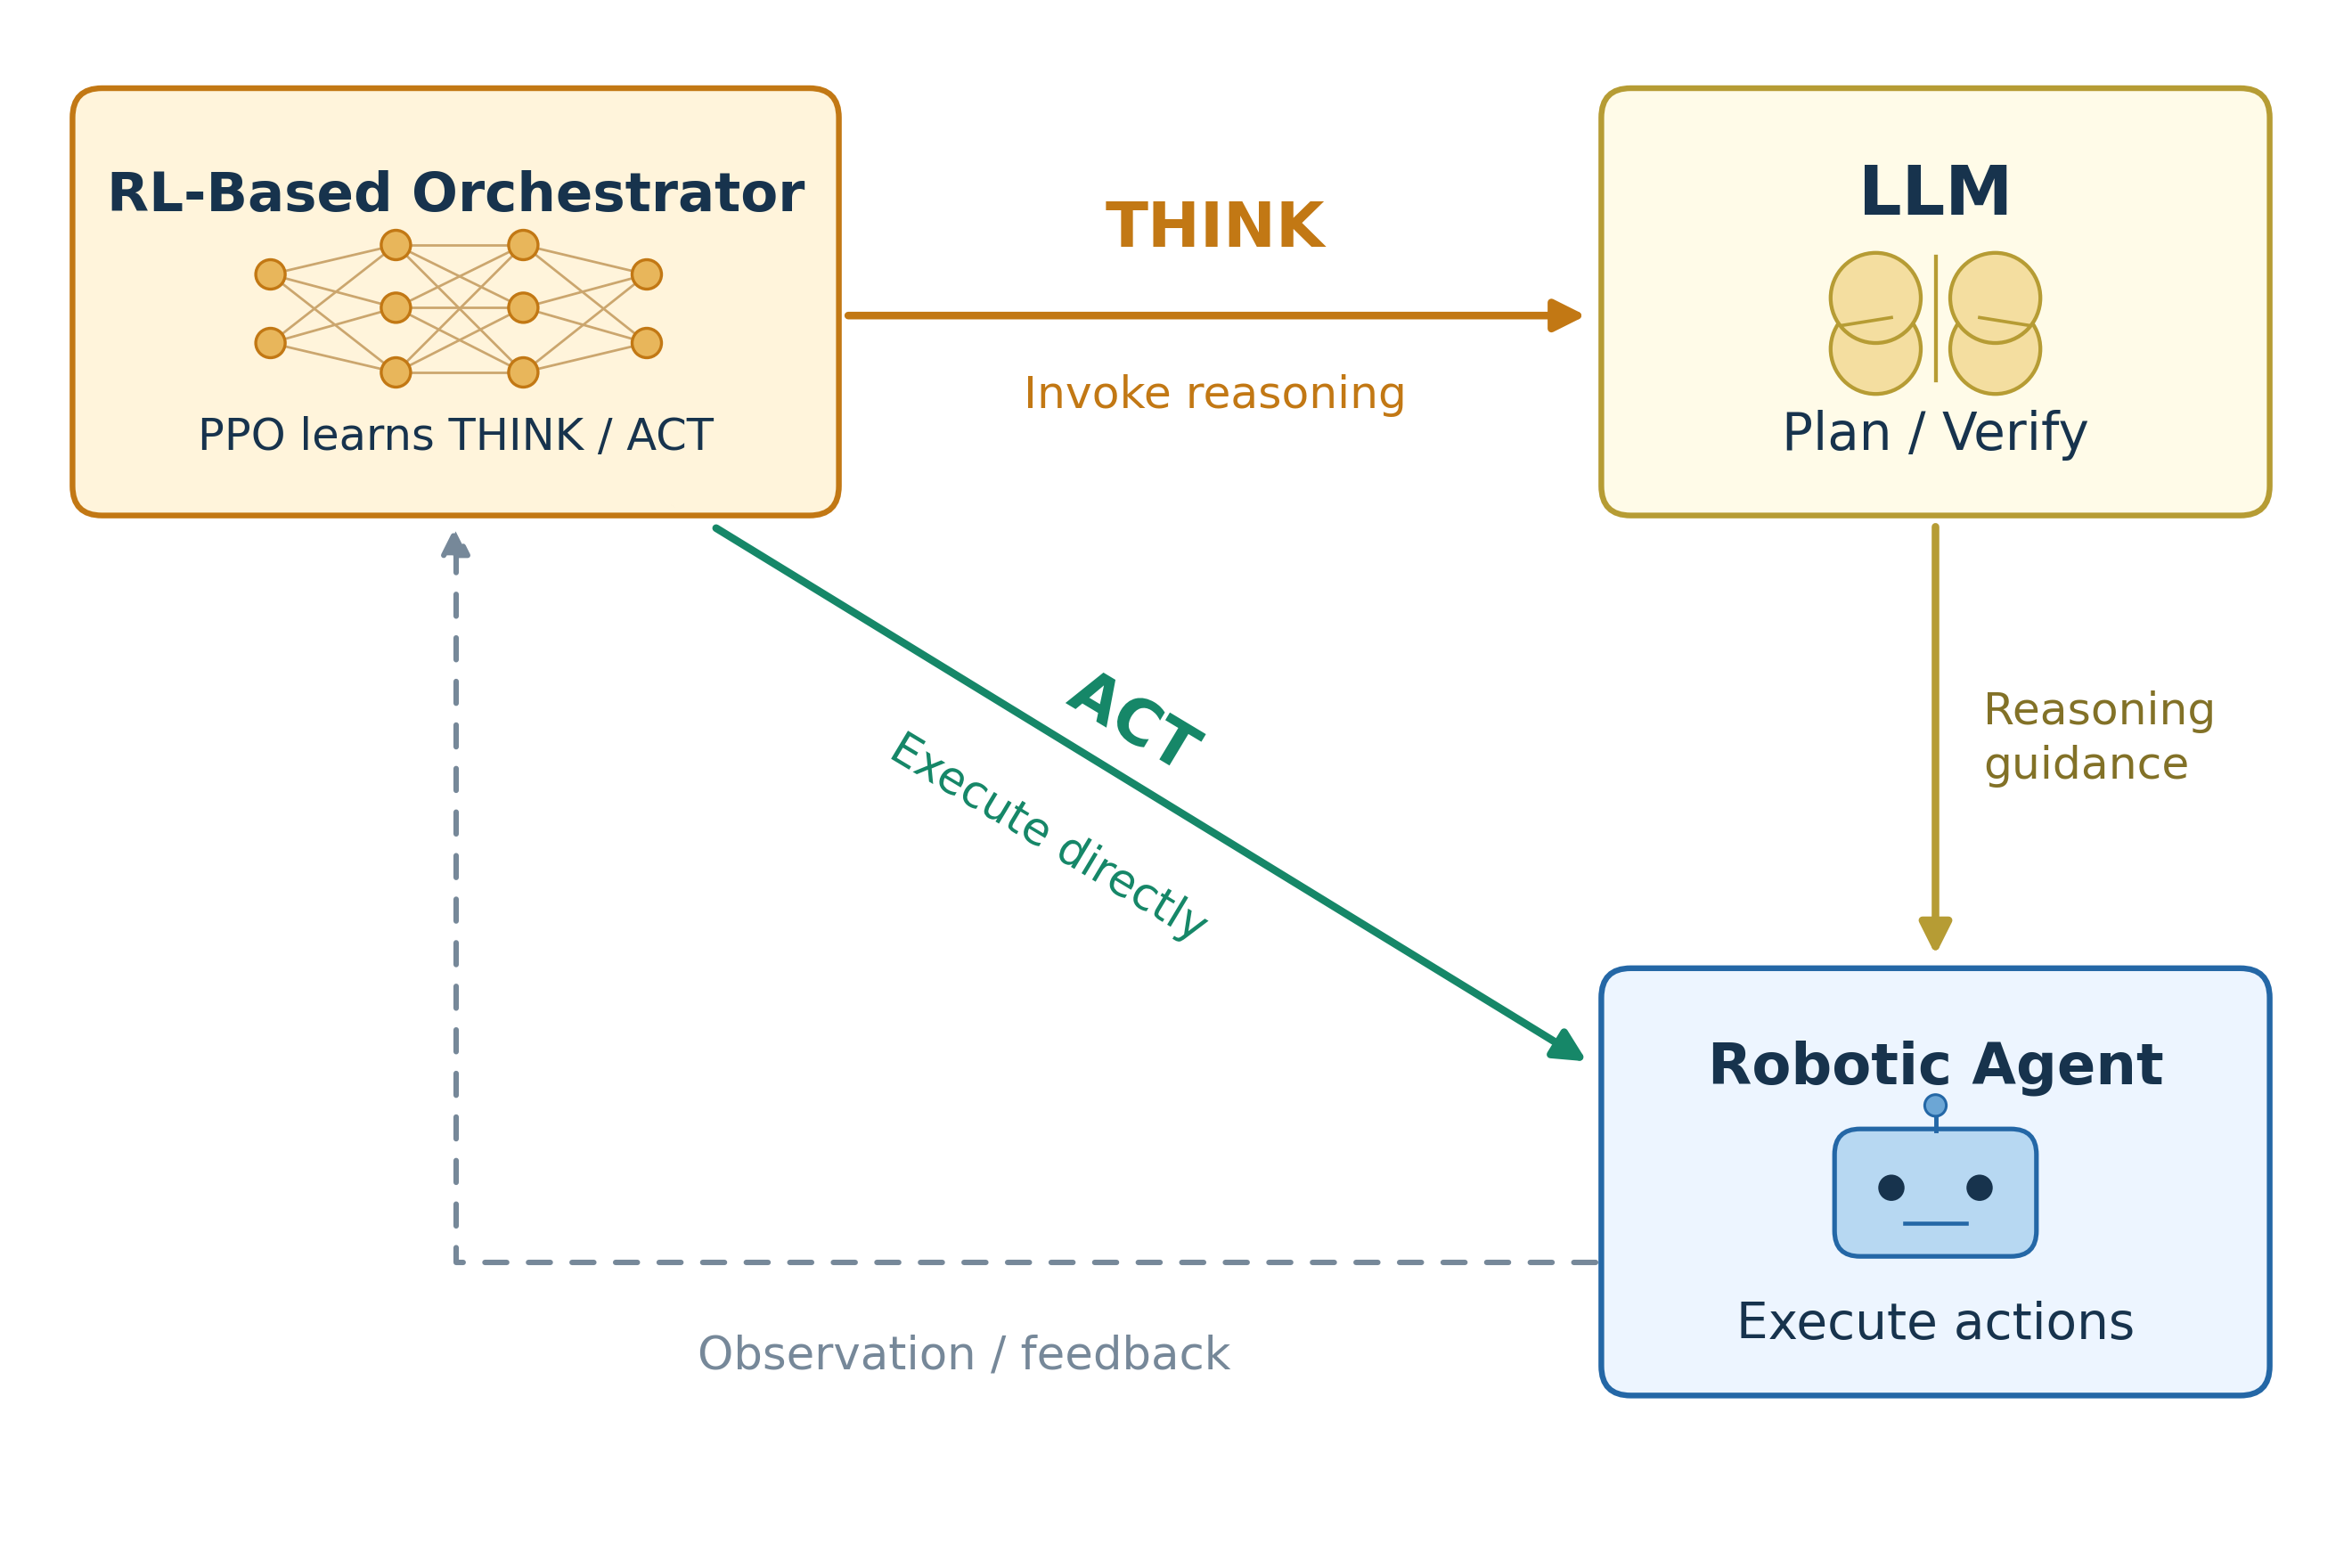 RL-Based Orchestrator
PPO learns THINK / ACT
THINK
Invoke reasoning
LLM
Plan / Verify
ACT
Execute directly
Reasoning
guidance
Robotic Agent
Execute actions
Observation / feedback